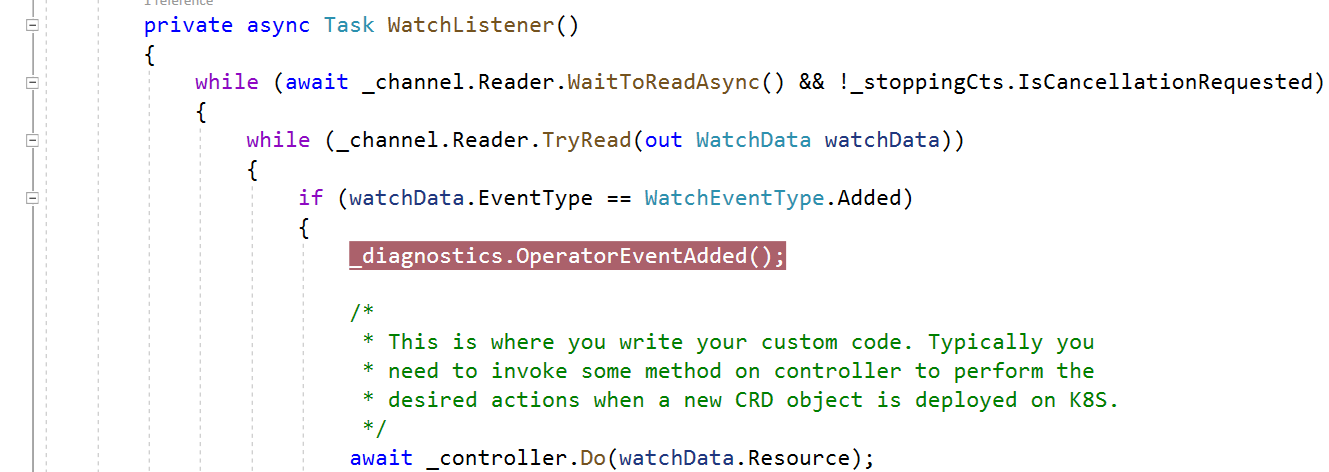 1 reference
private async Task WatchListener()
{
while (await _channel.Reader.WaitToReadAsync() && !_stoppingCts.IsCancellationRequested)
{
while (_channel.Reader.TryRead(out WatchData watchData))
{
if (watchData.EventType == WatchEventType.Added)
{
_diagnostics.OperatorEventAdded();
/*
* This is where you write your custom code. Typically you
* need to invoke some method on controller to perform the
* desired actions when a new CRD object is deployed on K8S.
*/
await _controller.Do(watchData.Resource);